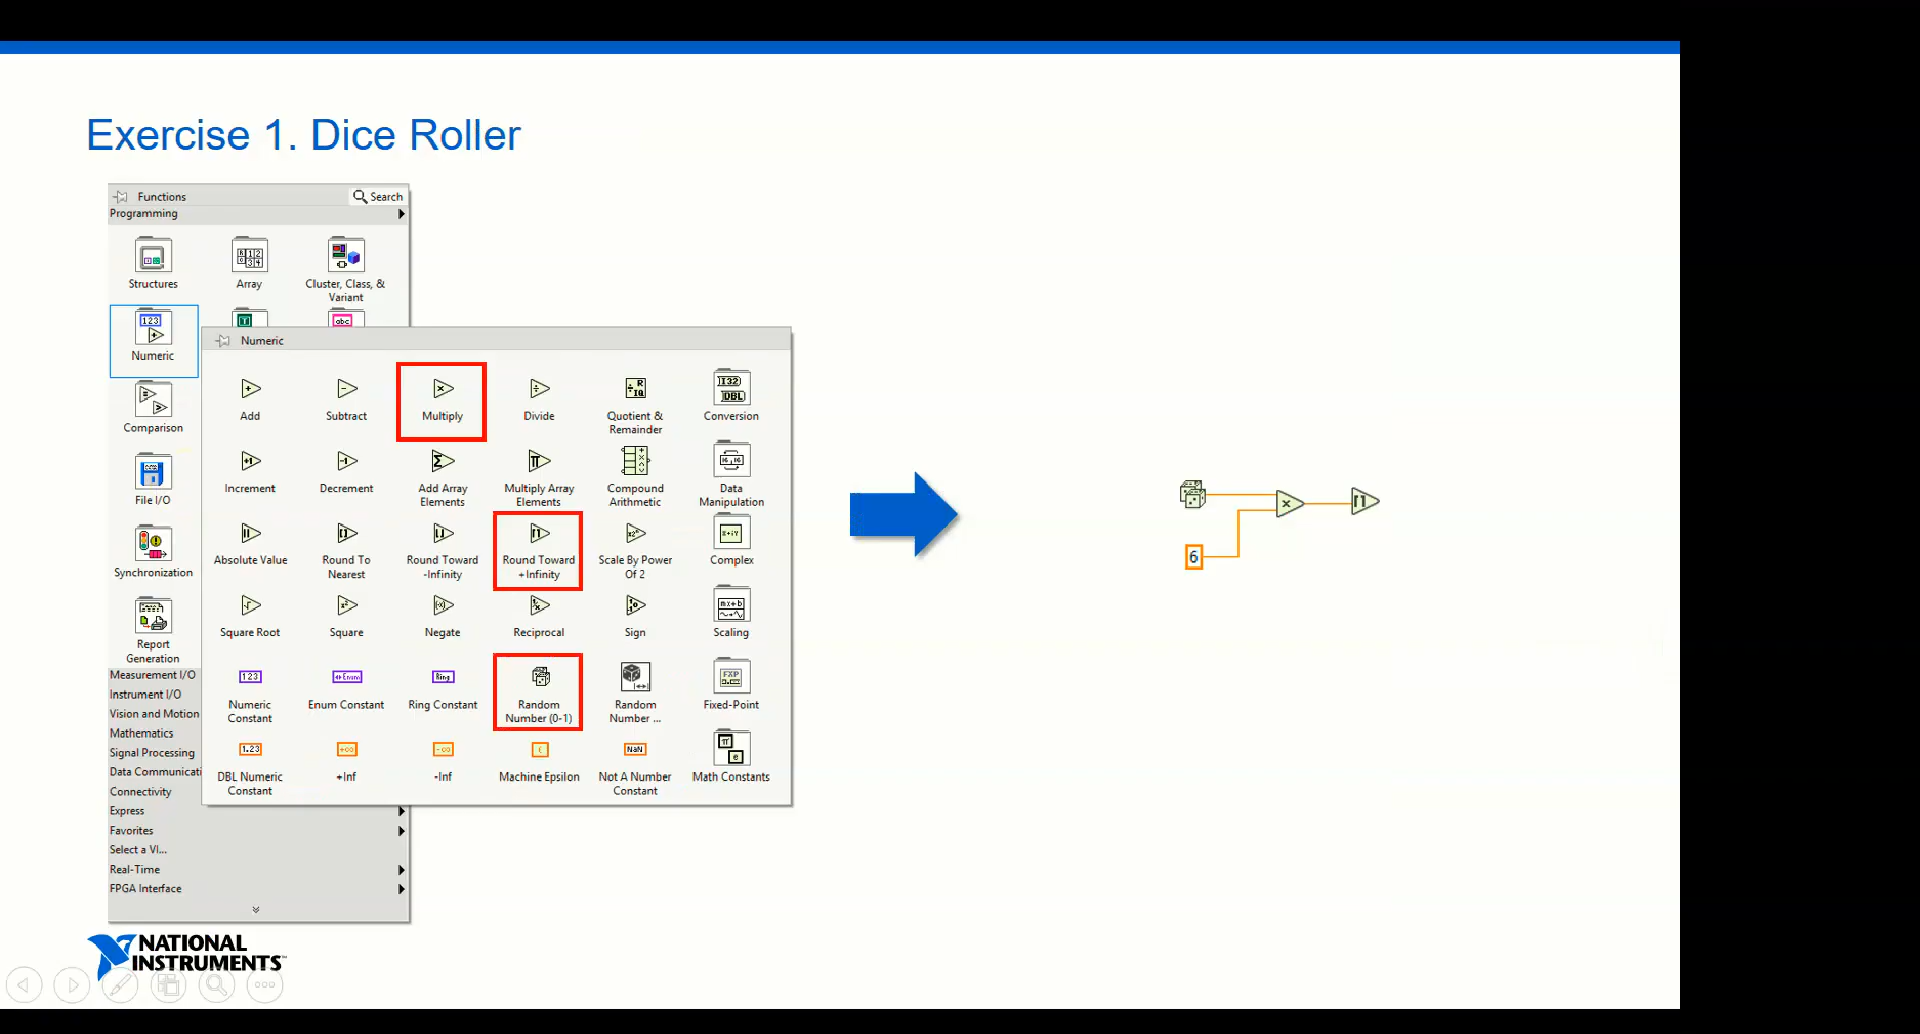 Exercise 1. Dice Roller
Functions
Search
Programming
Structures
Array
Cluster, Class, &
Variant
Numeric
Comparison
File I/O
Synchronization
Report
Generation
Measurement I/O
Instrument I/O
Vision and Motion
Mathematics
Signal Processing
Data Communicati
Connectivity
Express
Favorites
Select a VI...
Real-Time
FPGA Interface
Numeric
Add
Subtract
Multiply
Divide
Quotient &
Remainder
Conversion
Increment
Decrement
Add Array
Elements
Multiply Array
Elements
Compound
Arithmetic
Data
Manipulation
Absolute Value
Round To
Nearest
Round Toward
-Infinity
Round Toward
+Infinity
Scale By Power
Of 2
Complex
Square Root
Square
Negate
Reciprocal
Sign
Scaling
Numeric
Constant
Enum Constant
Ring Constant
Random
Number (0-1)
Random
Number ...
Fixed-Point
DBL Numeric
Constant
+Inf
-Inf
Machine Epsilon
Not A Number
Constant
Math Constants
6
NATIONAL
INSTRUMENTS